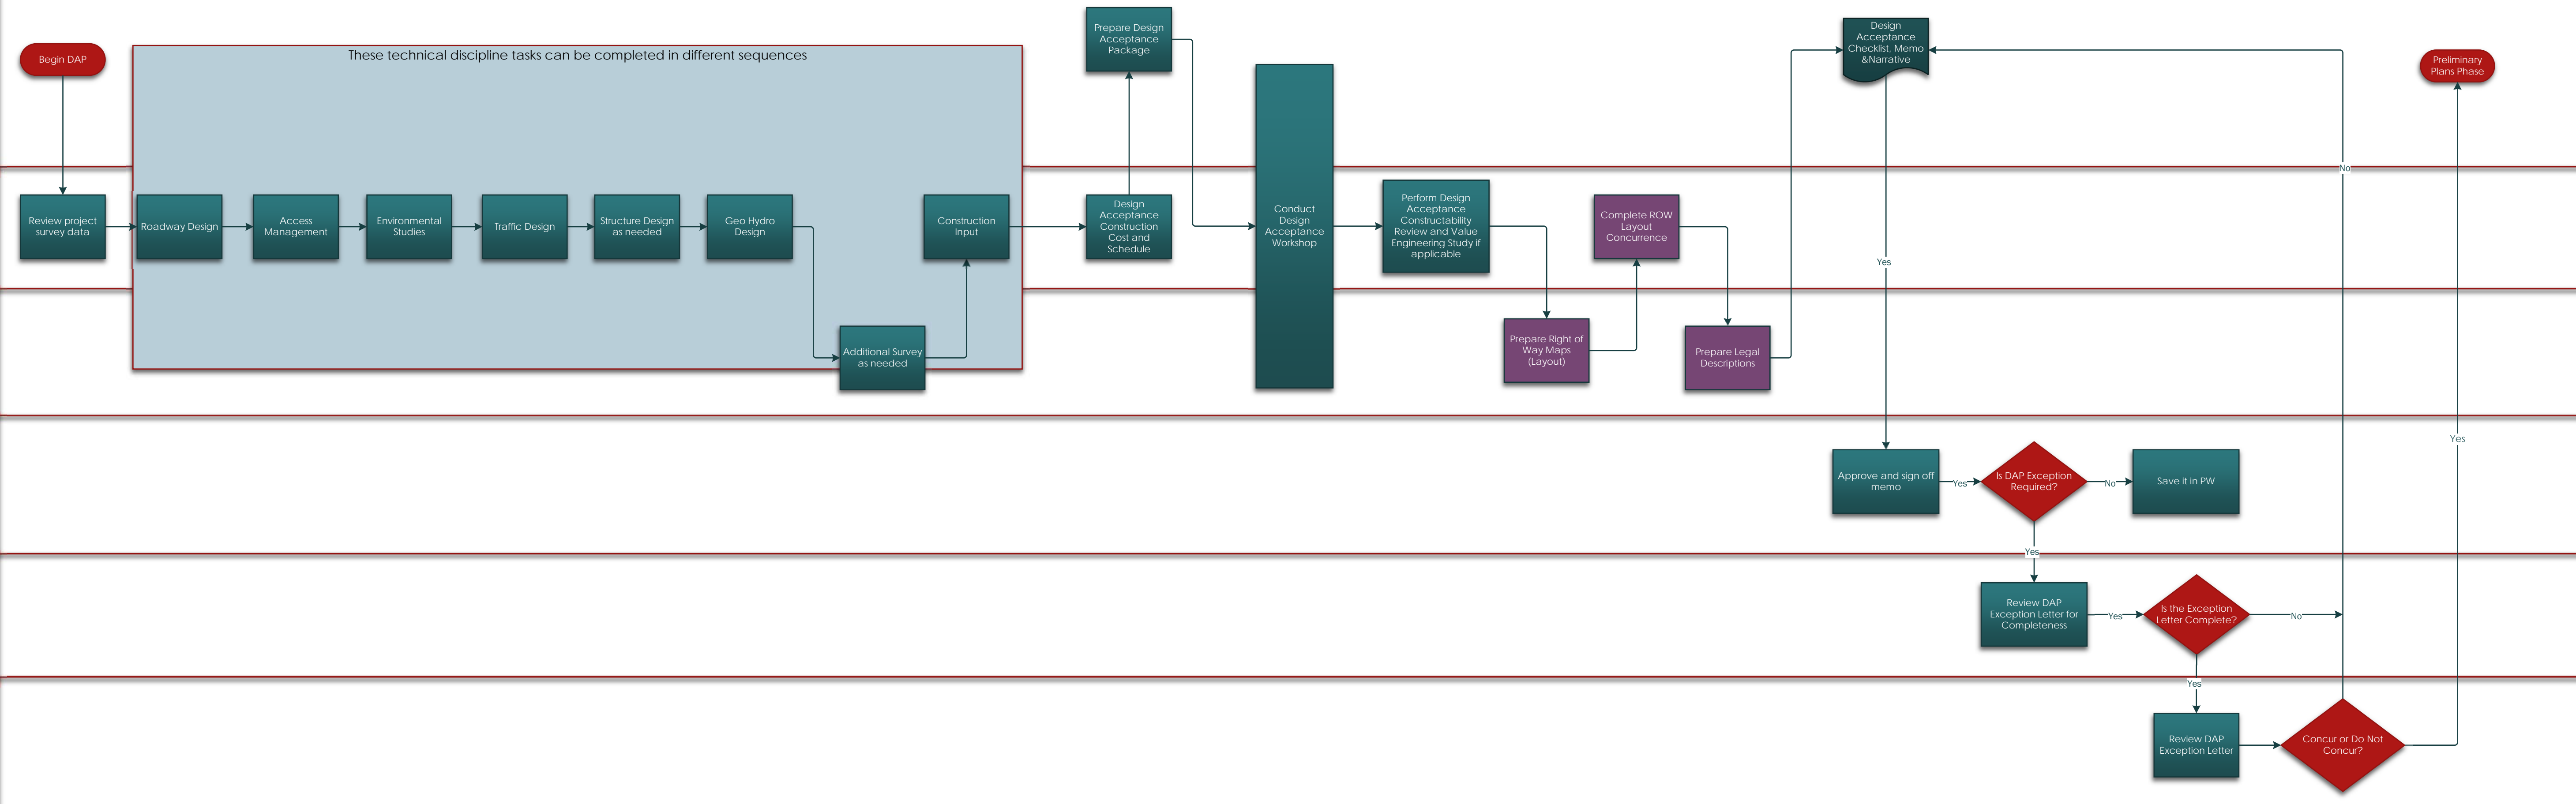 Begin DAP
These technical discipline tasks can be completed in different sequences
Prepare Design
Acceptance
Package
Design
Acceptance
Checklist, Memo
&Narrative
Preliminary
Plans Phase
No
Review project
survey data
Roadway Design
Access
Management
Environmental
Studies
Traffic Design
Structure Design
as needed
Geo Hydro
Design
Construction
Input
Design
Acceptance
Construction
Cost and
Schedule
Conduct
Design
Acceptance
Workshop
Perform Design
Acceptance
Constructability
Review and Value
Engineering Study if
applicable
Complete ROW
Layout
Concurrence
Yes
Additional Survey
as needed
Prepare Right of
Way Maps
(Layout)
Prepare Legal
Descriptions
Yes
Approve and sign off
memo
Yes
Is DAP Exception
Required?
No
Save it in PW
Yes
Review DAP
Exception Letter for
Completeness
Yes
Is the Exception
Letter Complete?
No
Yes
Review DAP
Exception Letter
Concur or Do Not
Concur?